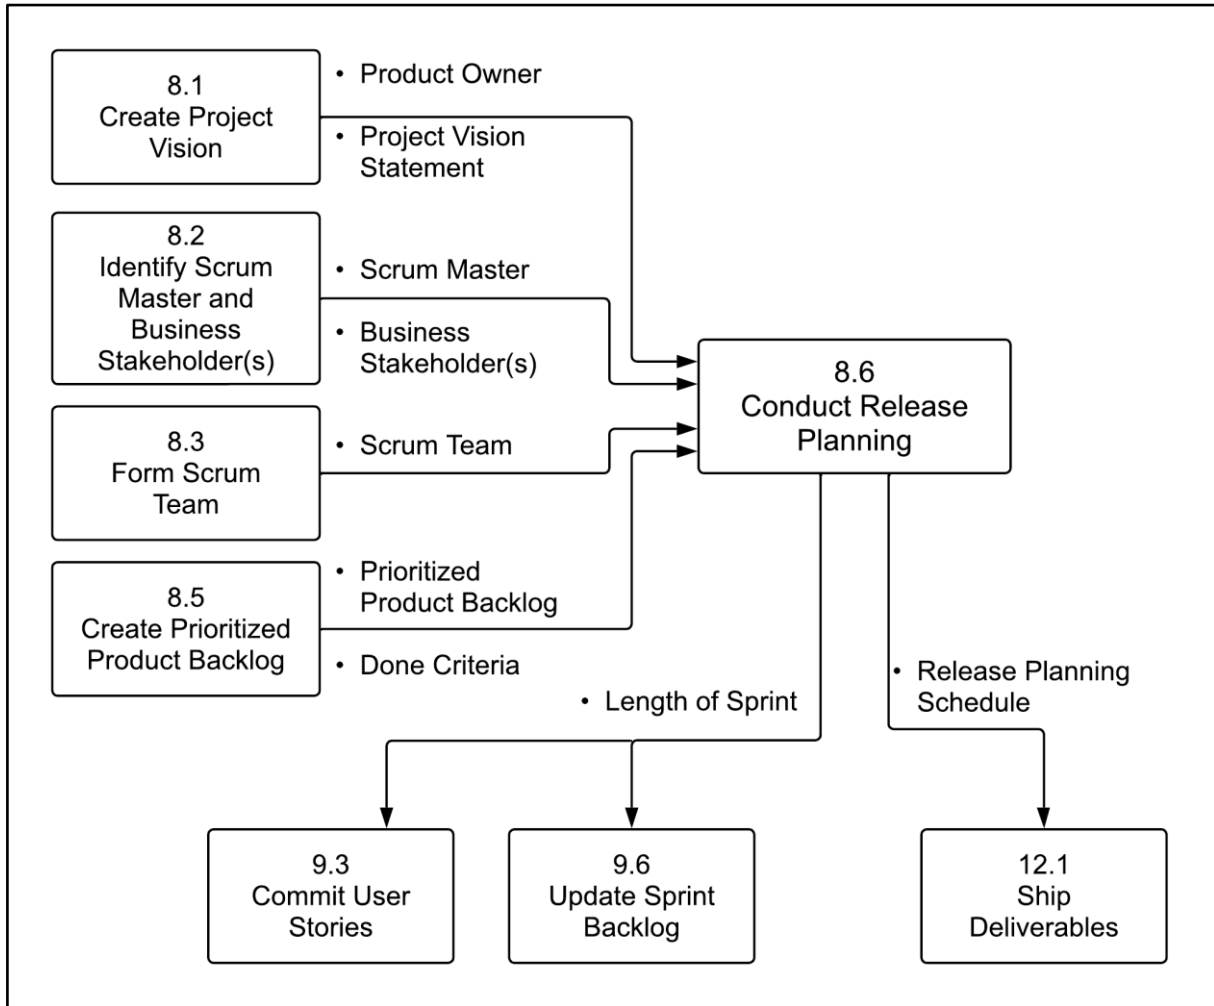 8.1
Create Project
Vision
• Product Owner
• Project Vision
Statement
8.2
Identify Scrum
Master and
Business
Stakeholder(s)
• Scrum Master
• Business
Stakeholder(s)
8.3
Form Scrum
Team
• Scrum Team
8.5
Create Prioritized
Product Backlog
• Prioritized
Product Backlog
• Done Criteria
8.6
Conduct Release
Planning
• Length of Sprint
• Release Planning
Schedule
9.3
Commit User
Stories
9.6
Update Sprint
Backlog
12.1
Ship
Deliverables